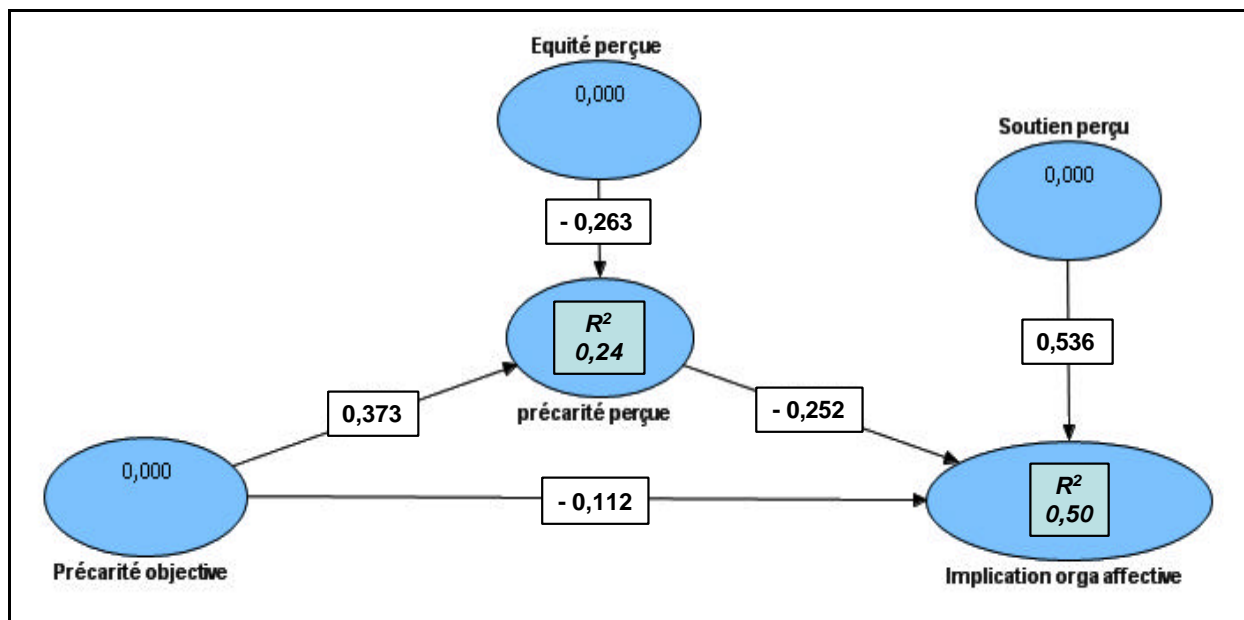 Equité perçue
0,000
Soutien perçu
0,000
- 0,263
R²
0,24
0,536
précarité perçue
0,373
- 0,252
0,000
- 0,112
R²
0,50
Précarité objective
Implication orga affective